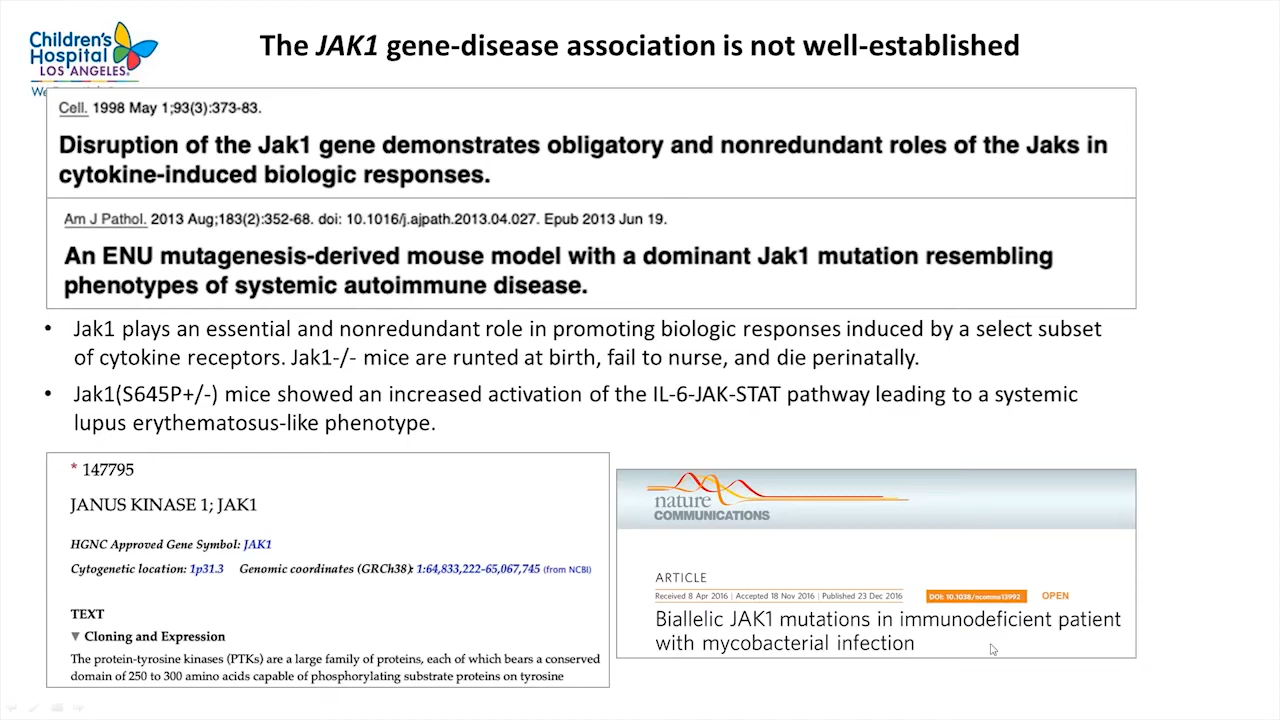 Children's
Hospital
LOS ANGELES®
We
The JAK1 gene-disease association is not well-established
Cell. 1998 May 1;93(3):373-83.
Disruption of the Jak1 gene demonstrates obligatory and nonredundant roles of the Jaks in
cytokine-induced biologic responses.
Am J Pathol. 2013 Aug;183(2):352-68. doi: 10.1016/j.ajpath.2013.04.027. Epub 2013 Jun 19.
An ENU mutagenesis-derived mouse model with a dominant Jak1 mutation resembling
phenotypes of systemic autoimmune disease.
• Jak1 plays an essential and nonredundant role in promoting biologic responses induced by a select subset
of cytokine receptors. Jak1-/- mice are runted at birth, fail to nurse, and die perinatally.
• Jak1(S645P+/-) mice showed an increased activation of the IL-6-JAK-STAT pathway leading to a systemic
lupus erythematosus-like phenotype.
* 147795
JANUS KINASE 1; JAK1
HGNC Approved Gene Symbol: JAK1
Cytogenetic location: 1p31.3 Genomic coordinates (GRCh38): 1:64,833,222-65,067,745 (from NCBI)
TEXT
▼ Cloning and Expression
The protein-tyrosine kinases (PTKs) are a large family of proteins, each of which bears a conserved
domain of 250 to 300 amino acids capable of phosphorylating substrate proteins on tyrosine
nature
COMMUNICATIONS
ARTICLE
Received 8 Apr 2016 | Accepted 18 Nov 2016 | Published 23 Dec 2016 DOI: 10.1038/ncomms13992 OPEN
Biallelic JAK1 mutations in immunodeficient patient
with mycobacterial infection